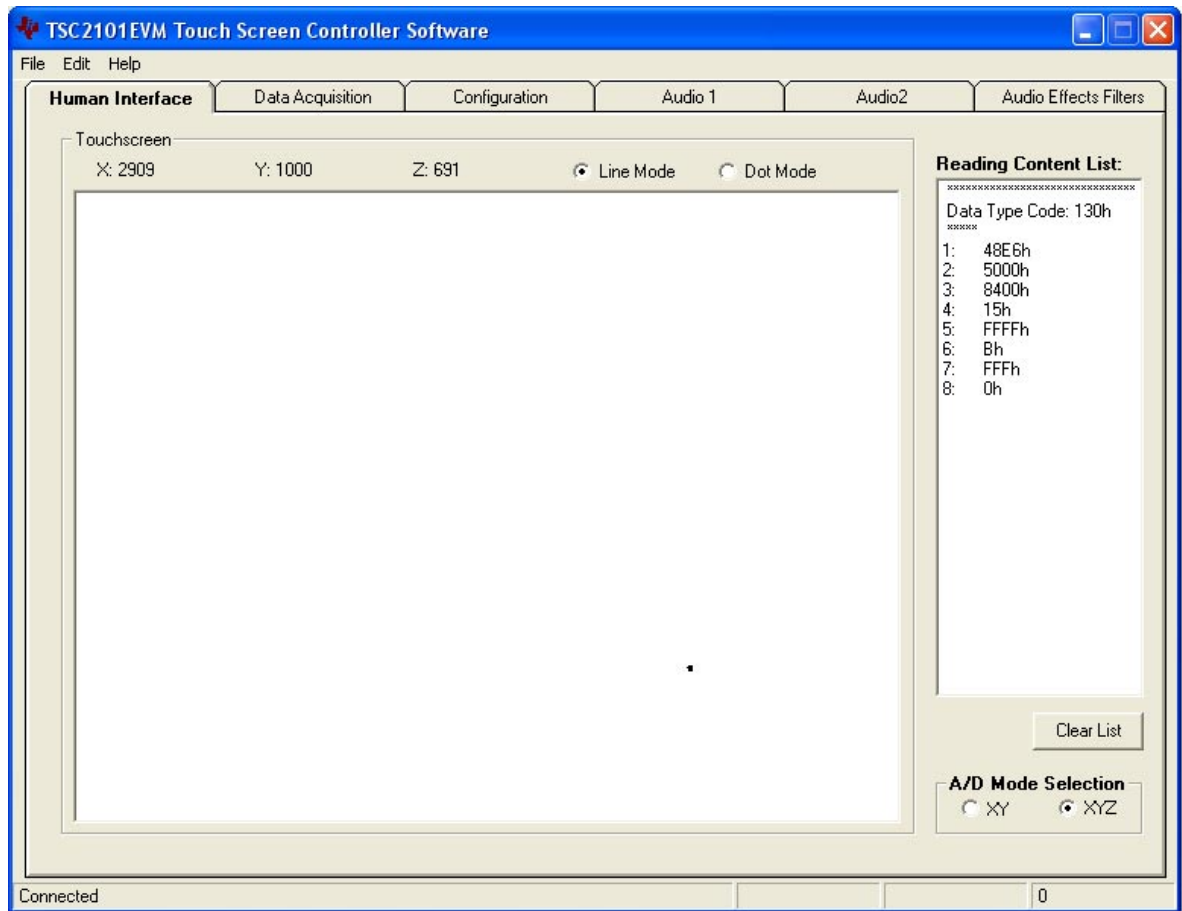 TSC2101EVM Touch Screen Controller Software
File Edit Help
Human Interface Data Acquisition Configuration Audio 1 Audio2 Audio Effects Filters
Touchscreen
X: 2909 Y: 1000 Z: 691 Line Mode Dot Mode
Reading Content List:
******************************
Data Type Code: 130h
*****
1: 48E6h
2: 5000h
3: 8400h
4: 15h
5: FFFFh
6: Bh
7: FFFh
8: 0h
Clear List
A/D Mode Selection
XY XYZ
Connected 0